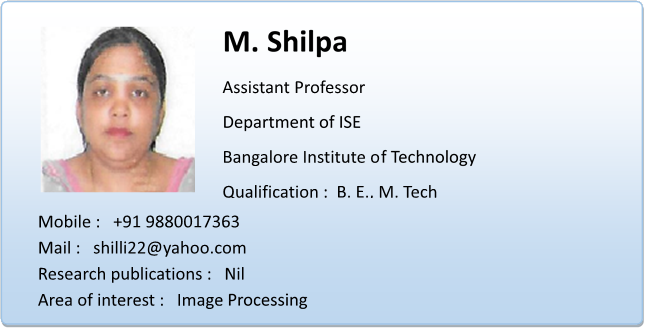 M. Shilpa
Assistant Professor
Department of ISE
Bangalore Institute of Technology
Qualification : B. E.. M. Tech
Mobile : +91 9880017363
Mail : shilli22@yahoo.com
Research publications : Nil
Area of interest : Image Processing